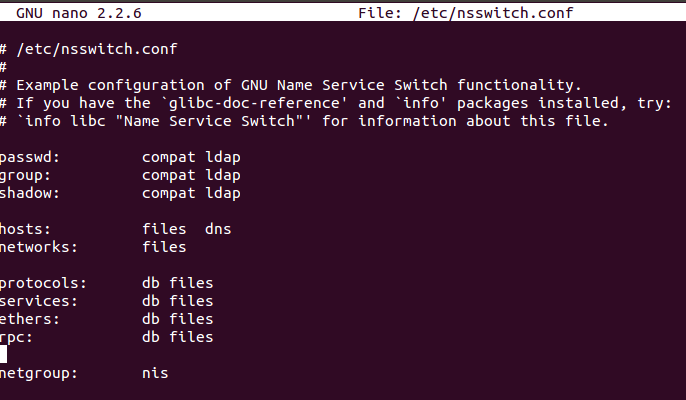 GNU nano 2.2.6 File: /etc/nsswitch.conf
# /etc/nsswitch.conf
#
# Example configuration of GNU Name Service Switch functionality.
# If you have the `glibc-doc-reference' and `info' packages installed, try:
# `info libc "Name Service Switch"' for information about this file.
passwd: compat ldap
group: compat ldap
shadow: compat ldap
hosts: files dns
networks: files
protocols: db files
services: db files
ethers: db files
rpc: db files
netgroup: nis